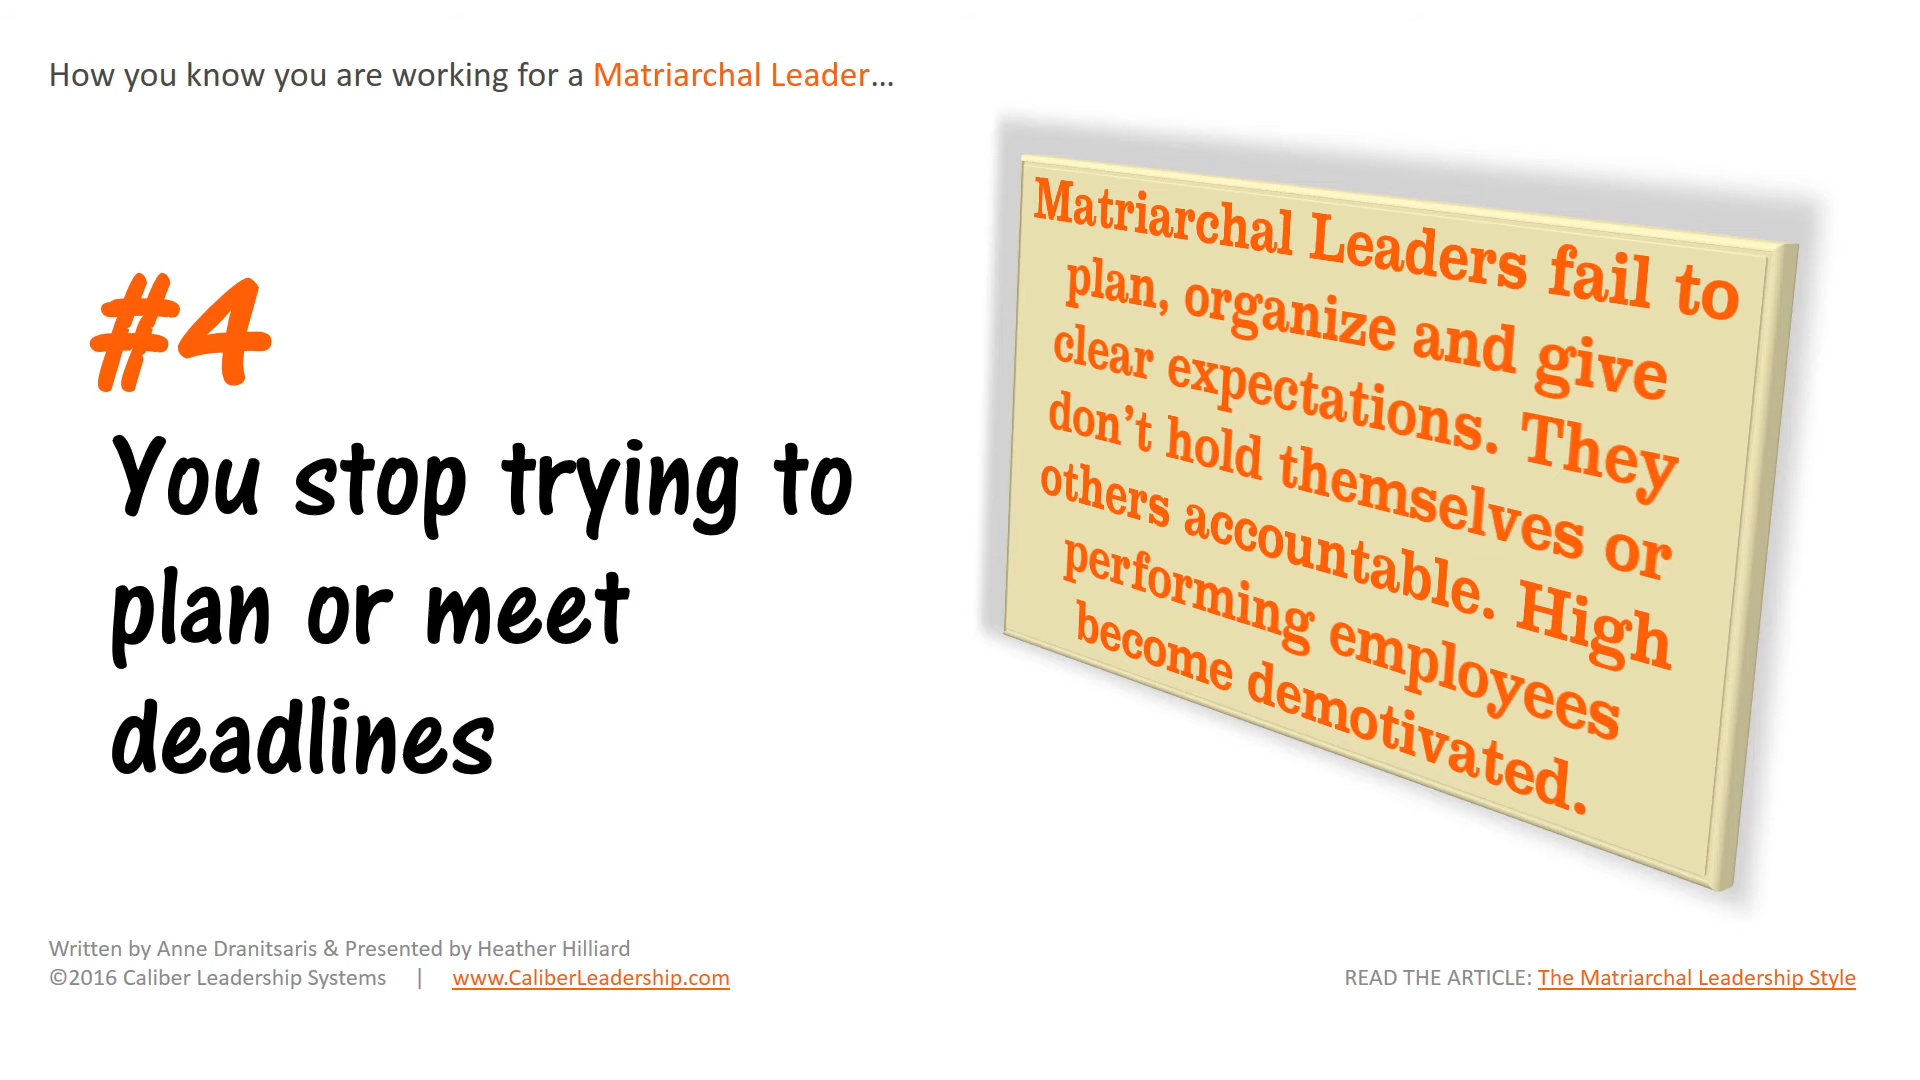 How you know you are working for a Matriarchal Leader...
#4
You stop trying to
plan or meet
deadlines
Matriarchal Leaders fail to
plan, organize and give
clear expectations. They
don’t hold themselves or
others accountable. High
performing employees
become demotivated.
Written by Anne Dranitsaris & Presented by Heather Hilliard
©2016 Caliber Leadership Systems | www.CaliberLeadership.com
READ THE ARTICLE: The Matriarchal Leadership Style